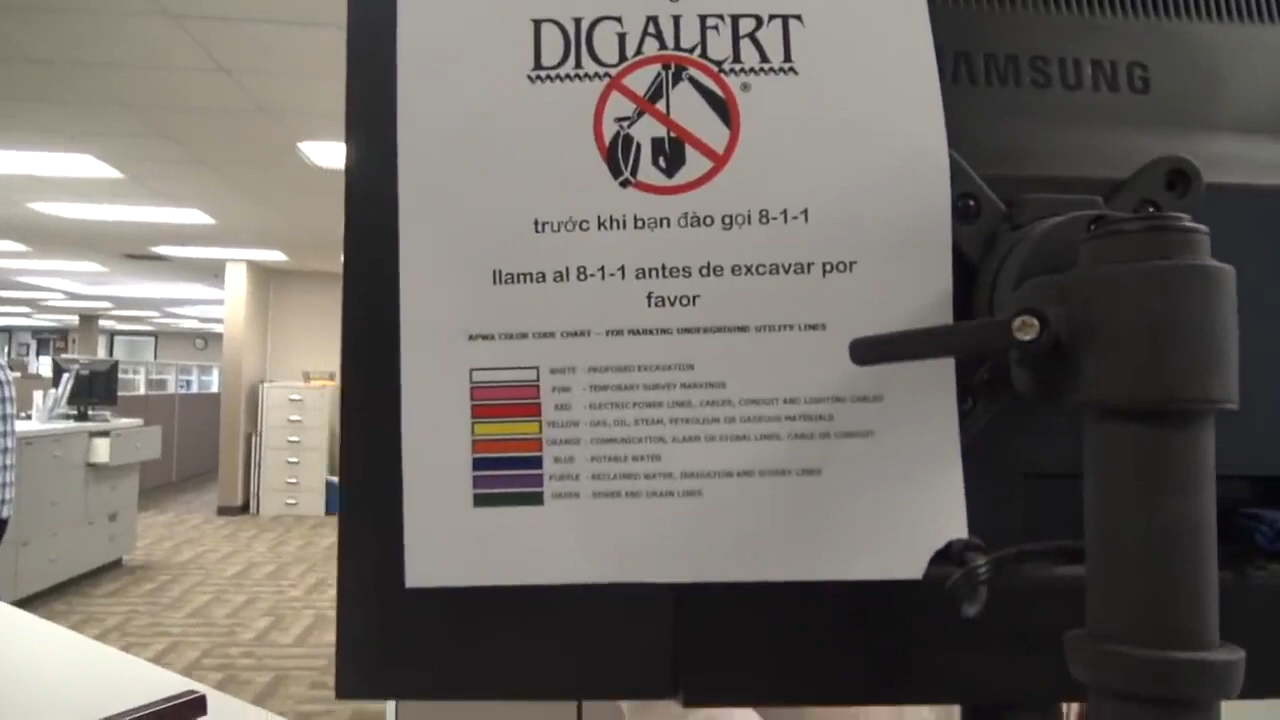 DIGALERT
®
SAMSUNG
trước khi bạn đào gọi 8-1-1
llama al 8-1-1 antes de excavar por
favor
APWA COLOR CODE CHART – FOR MARKING UNDERGROUND UTILITY LINES
WHITE - PROPOSED EXCAVATION
PINK - TEMPORARY SURVEY MARKINGS
RED - ELECTRIC POWER LINES, CABLES, CONDUIT AND LIGHTING CABLES
YELLOW - GAS, OIL, STEAM, PETROLEUM OR GASEOUS MATERIALS
ORANGE - COMMUNICATION, ALARM OR SIGNAL LINES, CABLE OR CONDUIT
BLUE - POTABLE WATER
PURPLE - RECLAIMED WATER, IRRIGATION AND SLURRY LINES
GREEN - SEWER AND DRAIN LINES